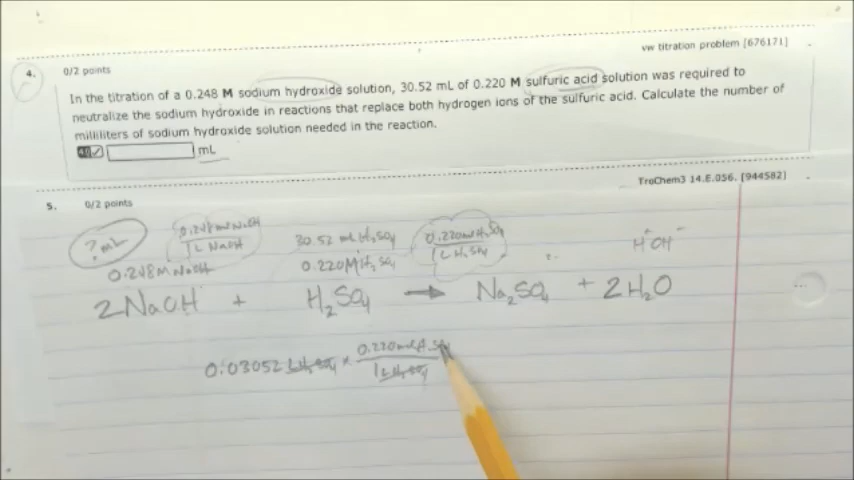 vw titration problem [676171]
4. 0/2 points
In the titration of a 0.248 M sodium hydroxide solution, 30.52 mL of 0.220 M sulfuric acid solution was required to
neutralize the sodium hydroxide in reactions that replace both hydrogen ions of the sulfuric acid. Calculate the number of
milliliters of sodium hydroxide solution needed in the reaction.
mL
5. 0/2 points
TroChem3 14.E.056. [944582]
? mL
0.248 mol NaOH
1 L NaOH
30.52 mL H₂SO₄
0.220 mol H₂SO₄
1 L H₂SO₄
H⁺OH⁻
0.248 M NaOH
0.220 M H₂SO₄
2NaOH + H₂SO₄ → Na₂SO₄ + 2H₂O
0.03052 L H₂SO₄ × 0.220 mol H₂SO₄
1 L H₂SO₄